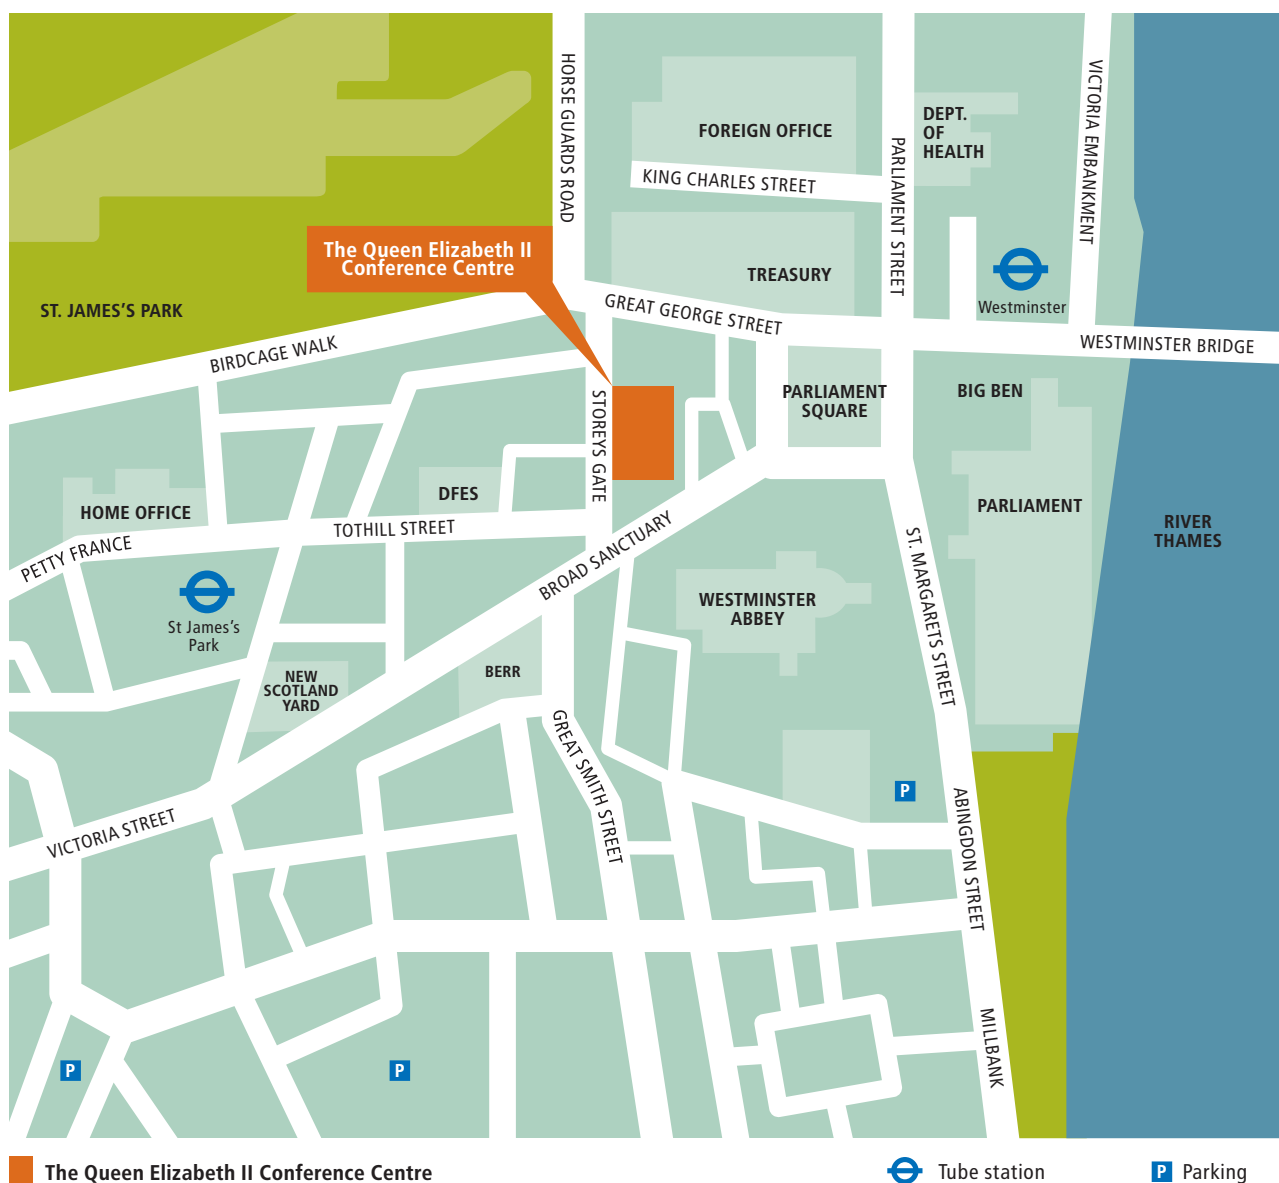 HORSE GUARDS ROAD
FOREIGN OFFICE
KING CHARLES STREET
PARLIAMENT STREET
DEPT.
OF
HEALTH
VICTORIA EMBANKMENT
The Queen Elizabeth II
Conference Centre
TREASURY
Westminster
ST. JAMES'S PARK
GREAT GEORGE STREET
BIRDCAGE WALK
WESTMINSTER BRIDGE
STOREYS GATE
PARLIAMENT
SQUARE
BIG BEN
DFES
HOME OFFICE
PARLIAMENT
RIVER
THAMES
TOTHILL STREET
PETTY FRANCE
BROAD SANCTUARY
ST. MARGARETS STREET
WESTMINSTER
ABBEY
St James's
Park
NEW
SCOTLAND
YARD
BERR
GREAT SMITH STREET
P
VICTORIA STREET
ABINGDON STREET
MILLBANK
P
P
The Queen Elizabeth II Conference Centre
Tube station
P Parking